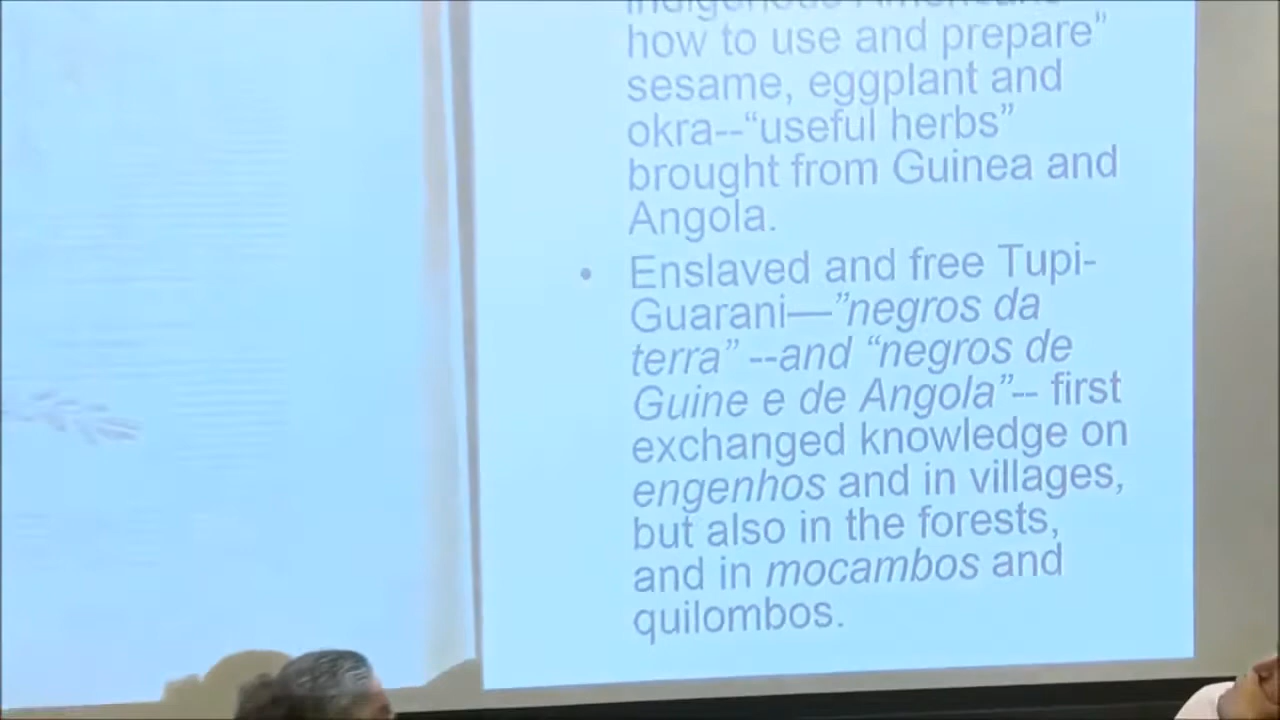 Indigenous Americans
how to use and prepare”
sesame, eggplant and
okra--“useful herbs”
brought from Guinea and
Angola.
• Enslaved and free Tupi-
Guarani—”negros da
terra” --and “negros de
Guine e de Angola”-- first
exchanged knowledge on
engenhos and in villages,
but also in the forests,
and in mocambos and
quilombos.